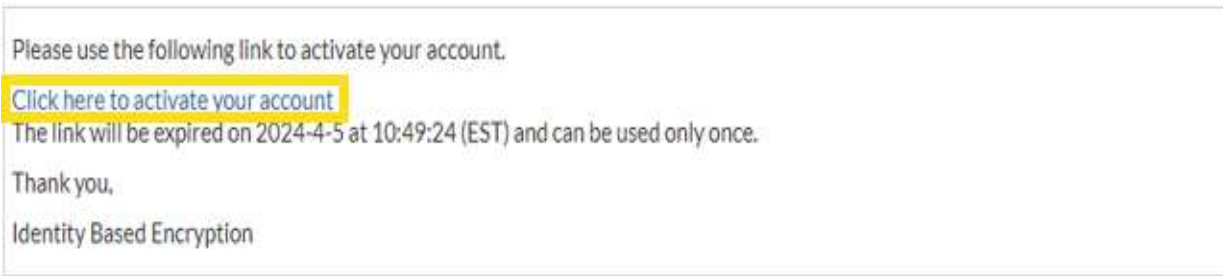 Please use the following link to activate your account.
Click here to activate your account
The link will be expired on 2024-4-5 at 10:49:24 (EST) and can be used only once.
Thank you,
Identity Based Encryption